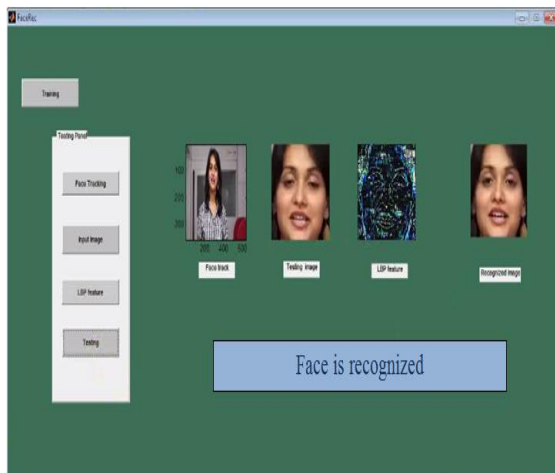 FaceRec
Training
Testing Panel
Face Tracking
Input Image
LBP feature
Testing
100
200
300
200 400 500
Face track
Testing image
LBP feature
Recognized image
Face is recognized